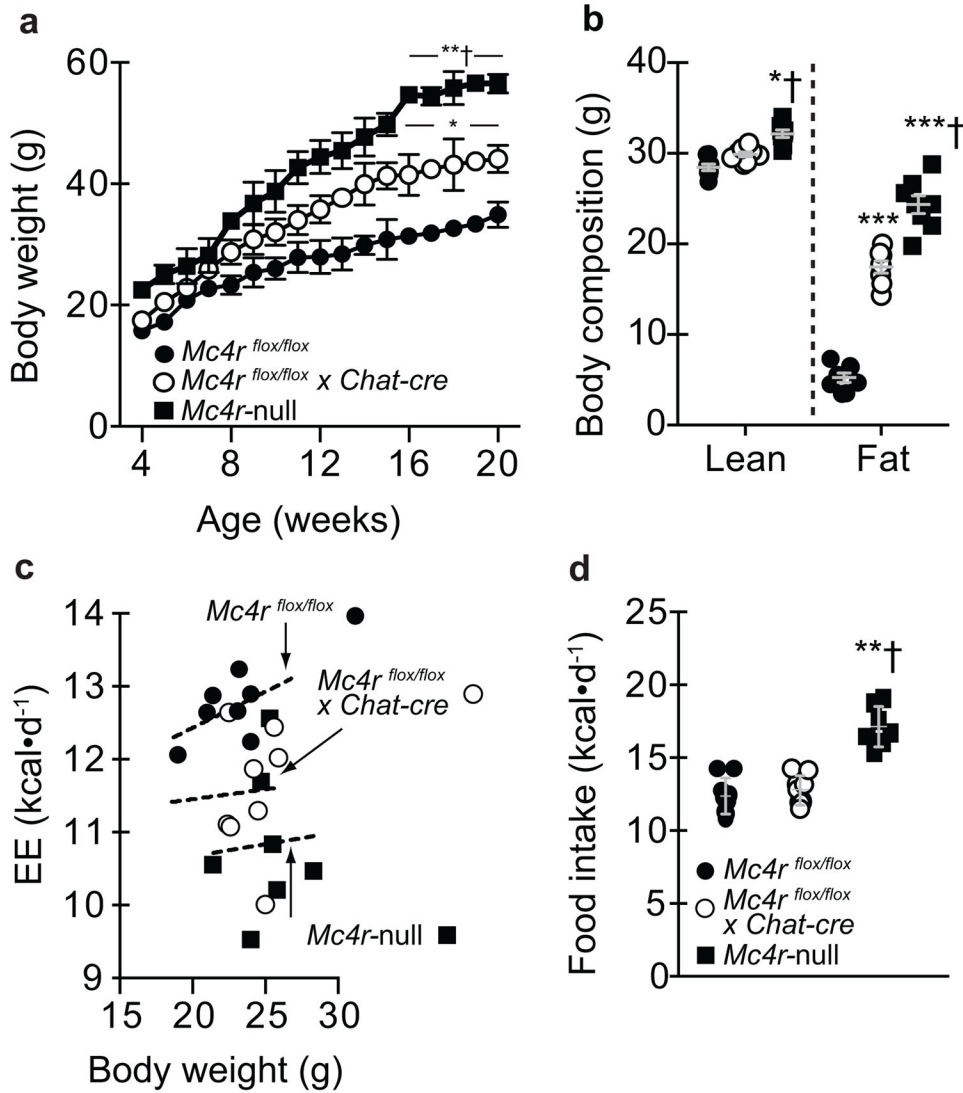 a
Body weight (g)
60
40
20
0
**†
*
Mc4r flox/flox
Mc4r flox/flox x Chat-cre
Mc4r-null
4 8 12 16 20
Age (weeks)
b
Body composition (g)
40
30
20
10
0
*†
***
***†
Lean Fat
c
EE (kcal•d-1)
14
13
12
11
10
9
Mc4r flox/flox
Mc4r flox/flox
x Chat-cre
Mc4r-null
15 20 25 30
Body weight (g)
d
Food intake (kcal•d-1)
25
20
15
10
5
0
**†
Mc4r flox/flox
Mc4r flox/flox
x Chat-cre
Mc4r-null